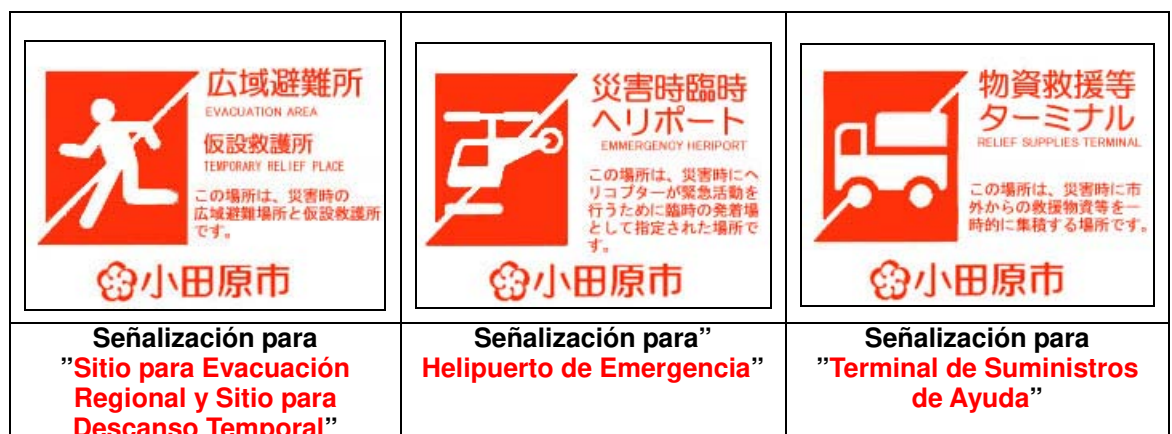 広域避難所
EVACUATION AREA
仮設救護所
TEMPORARY RELIEF PLACE
この場所は、災害時の
広域避難場所と仮設救護所
です。
小田原市
災害時臨時
ヘリポート
EMMERGENCY HERIPORT
この場所は、災害時にヘ
リコプターが緊急活動を
行うために臨時の発着場
として指定された場所で
す。
小田原市
物資救援等
ターミナル
RELIEF SUPPLIES TERMINAL
この場所は、災害時に市
外からの救援物資等を一
時的に集積する場所です。
小田原市
Señalización para
”Sitio para Evacuación
Regional y Sitio para
Descanso Temporal”
Señalización para”
Helipuerto de Emergencia”
Señalización para
”Terminal de Suministros
de Ayuda”